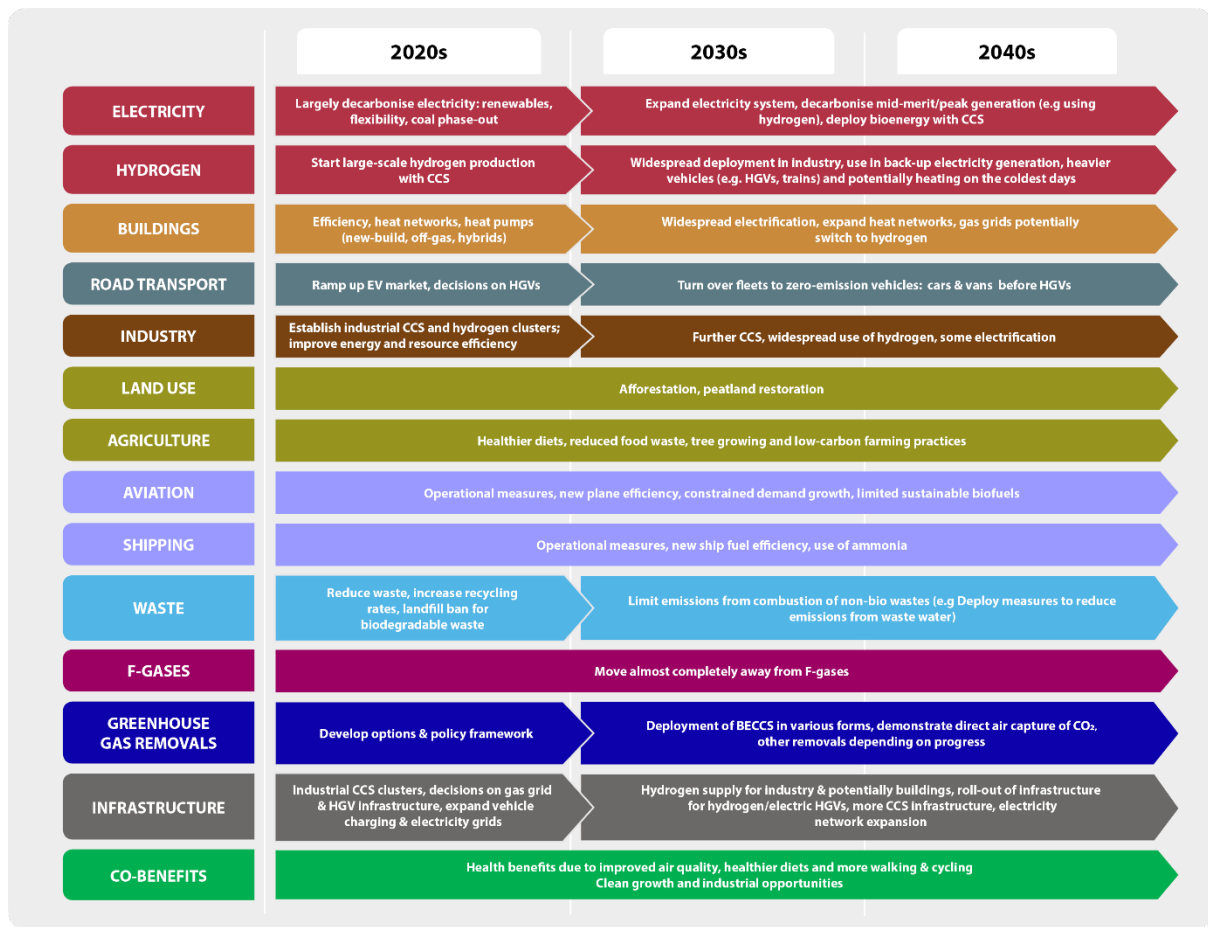 2020s
2030s
2040s
ELECTRICITY
Largely decarbonise electricity: renewables,
flexibility, coal phase-out
Expand electricity system, decarbonise mid-merit/peak generation (e.g using
hydrogen), deploy bioenergy with CCS
HYDROGEN
Start large-scale hydrogen production
with CCS
Widespread deployment in industry, use in back-up electricity generation, heavier
vehicles (e.g. HGVs, trains) and potentially heating on the coldest days
BUILDINGS
Efficiency, heat networks, heat pumps
(new-build, off-gas, hybrids)
Widespread electrification, expand heat networks, gas grids potentially
switch to hydrogen
ROAD TRANSPORT
Ramp up EV market, decisions on HGVs
Turn over fleets to zero-emission vehicles: cars & vans before HGVs
INDUSTRY
Establish industrial CCS and hydrogen clusters;
improve energy and resource efficiency
Further CCS, widespread use of hydrogen, some electrification
LAND USE
Afforestation, peatland restoration
AGRICULTURE
Healthier diets, reduced food waste, tree growing and low-carbon farming practices
AVIATION
Operational measures, new plane efficiency, constrained demand growth, limited sustainable biofuels
SHIPPING
Operational measures, new ship fuel efficiency, use of ammonia
WASTE
Reduce waste, increase recycling
rates, landfill ban for
biodegradable waste
Limit emissions from combustion of non-bio wastes (e.g Deploy measures to reduce
emissions from waste water)
F-GASES
Move almost completely away from F-gases
GREENHOUSE
GAS REMOVALS
Develop options & policy framework
Deployment of BECCS in various forms, demonstrate direct air capture of CO₂,
other removals depending on progress
INFRASTRUCTURE
Industrial CCS clusters, decisions on gas grid
& HGV infrastructure, expand vehicle
charging & electricity grids
Hydrogen supply for industry & potentially buildings, roll-out of infrastructure
for hydrogen/electric HGVs, more CCS infrastructure, electricity
network expansion
CO-BENEFITS
Health benefits due to improved air quality, healthier diets and more walking & cycling
Clean growth and industrial opportunities